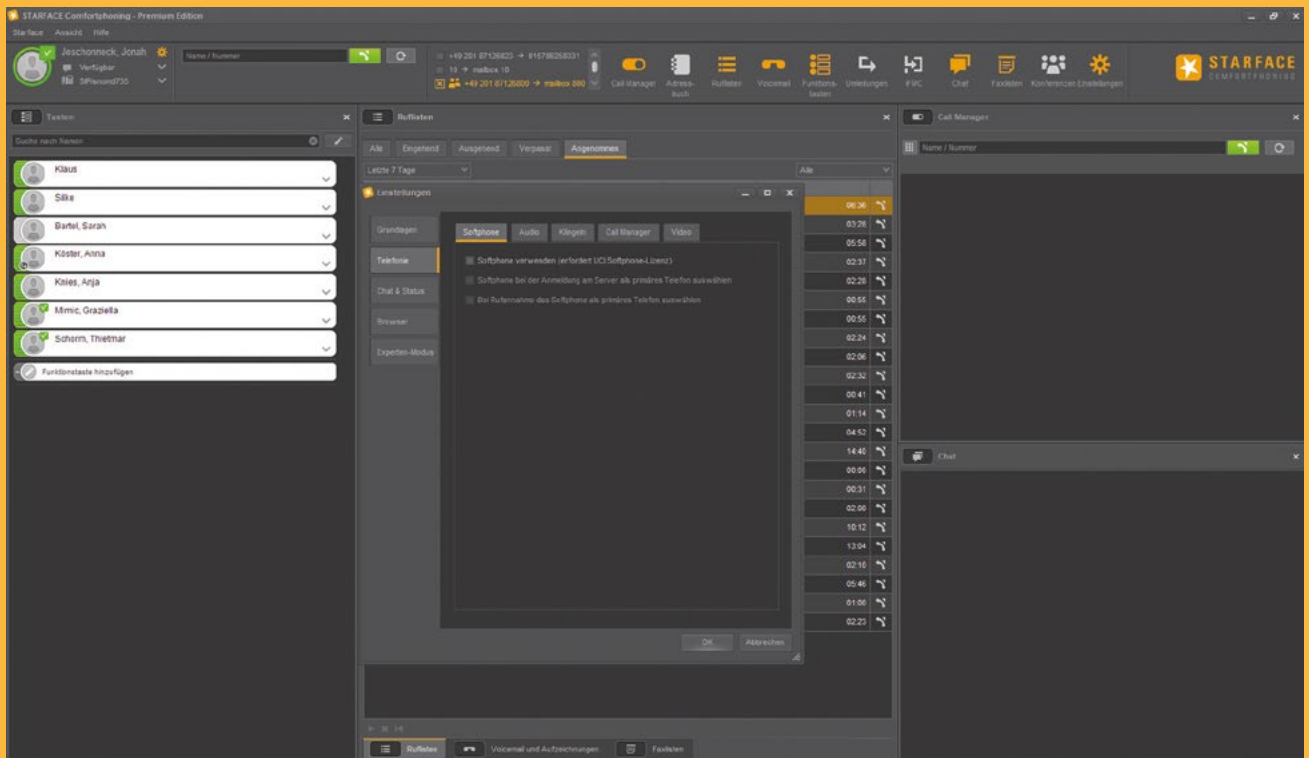 STARFACE Comfortphoning - Premium Edition
Starface Ansicht Hilfe
Jeschonneck, Jonah
Verfügbar
Name / Nummer
10 → mailbox 10
Call Manager
Adress-
buch
Ruflisten
Voicemail
Funktions-
tasten
Umleitungen
Chat
Faxlisten
Konferenzen
Einstellungen
STARFACE
COMFORTPHONING
Tasten
Suche nach Namen
Klaus
Silke
Bartel, Sarah
Köster, Anna
Knies, Anja
Mimic, Graziella
Schorm, Thietmar
Funktionstaste hinzufügen
Ruflisten
Alle Eingehend Ausgehend Verpasst Angenommen
Letzte 7 Tage
Alle
Einstellungen
Grundlagen
Telefonie
Chat & Status
Browser
Experten-Modus
Softphone Audio Klingeln Call Manager Video
Softphone verwenden (erfordert UCI Softphone-Lizenz)
Softphone bei der Anmeldung am Server als primäres Telefon auswählen
Bei Rufannahme das Softphone als primäres Telefon auswählen
OK Abbrechen
06:36
03:28
05:58
02:37
02:28
00:55
00:55
02:24
02:06
02:32
00:41
01:14
04:52
14:40
00:06
00:31
02:00
10:12
13:04
02:10
05:46
01:00
02:23
Ruflisten
Voicemail und Aufzeichnungen
Faxlisten
Call Manager
Name / Nummer
Chat